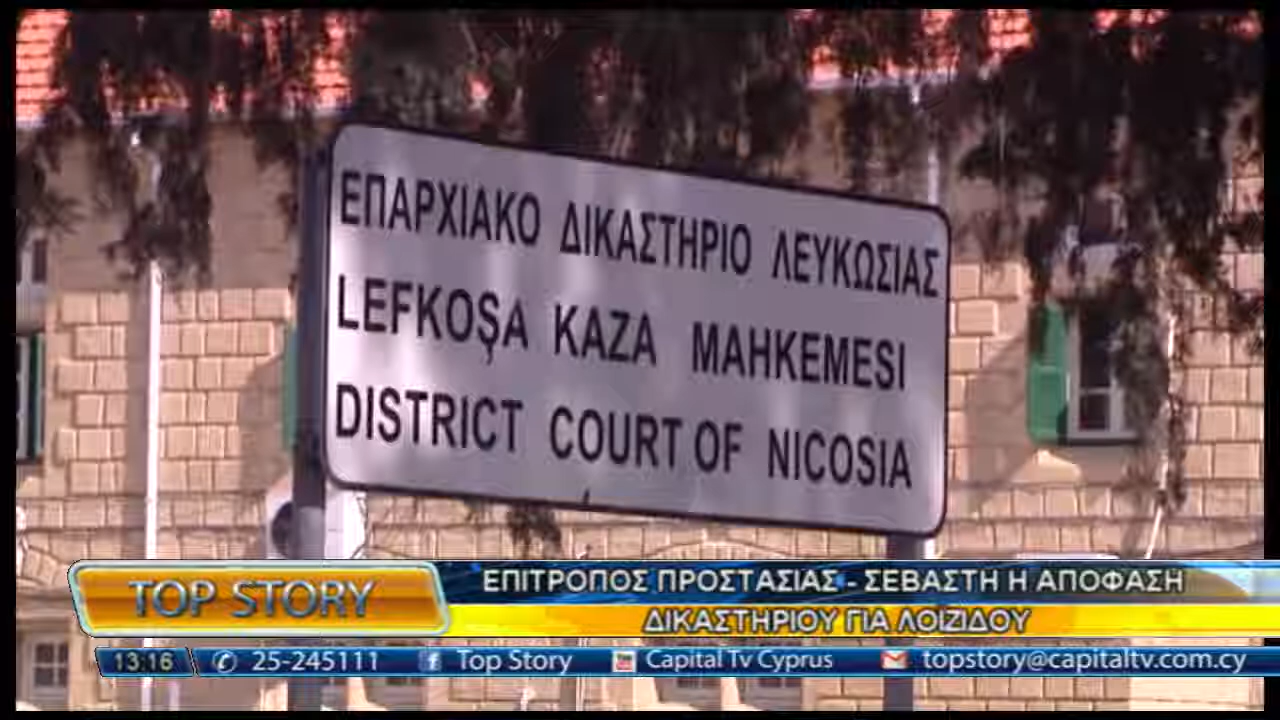 ΕΠΑΡΧΙΑΚΟ ΔΙΚΑΣΤΗΡΙΟ ΛΕΥΚΩΣΙΑΣ
LEFKOŞA KAZA MAHKEMESI
DISTRICT COURT OF NICOSIA
TOP STORY
ΕΠΙΤΡΟΠΟΣ ΠΡΟΣΤΑΣΙΑΣ - ΣΕΒΑΣΤΗ Η ΑΠΟΦΑΣΗ
ΔΙΚΑΣΤΗΡΙΟΥ ΓΙΑ ΛΟΪΖΙΔΟΥ
13:16 25-245111 Top Story Capital Tv Cyprus topstory@capitaltv.com.cy